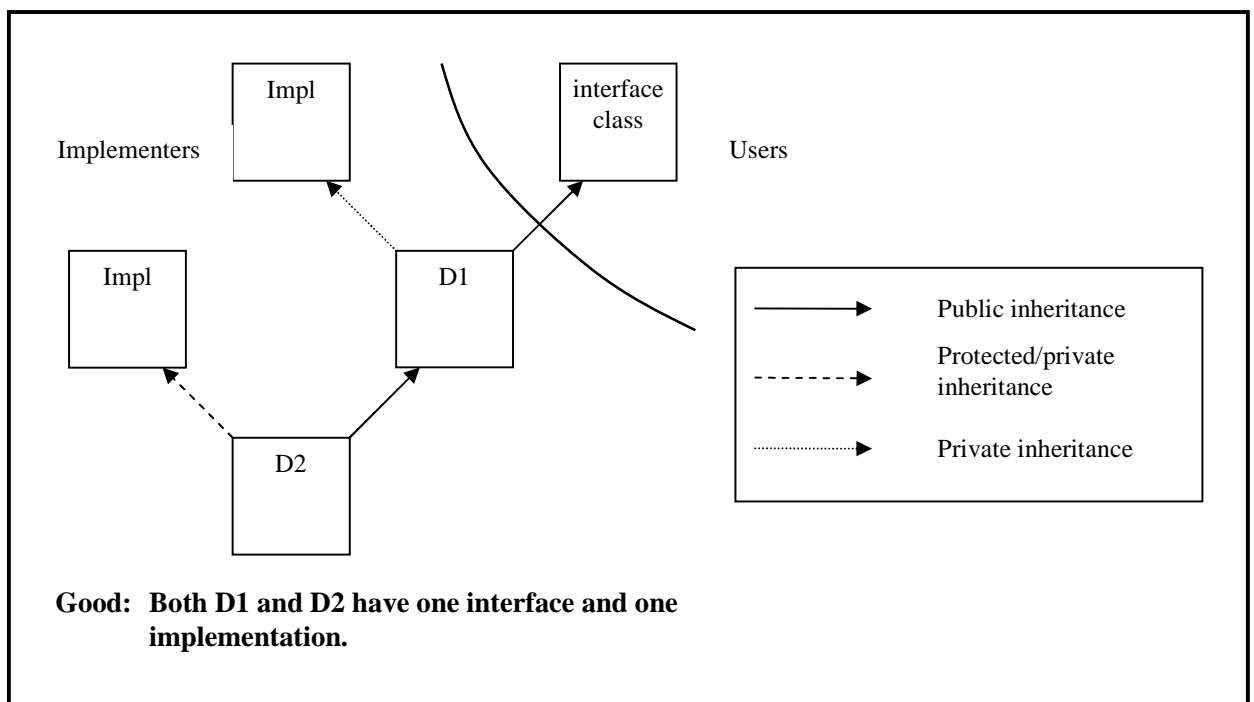 Impl
interface
class
Implementers
Users
Impl
D1
Public inheritance
Protected/private
inheritance
D2
Private inheritance
Good: Both D1 and D2 have one interface and one
implementation.